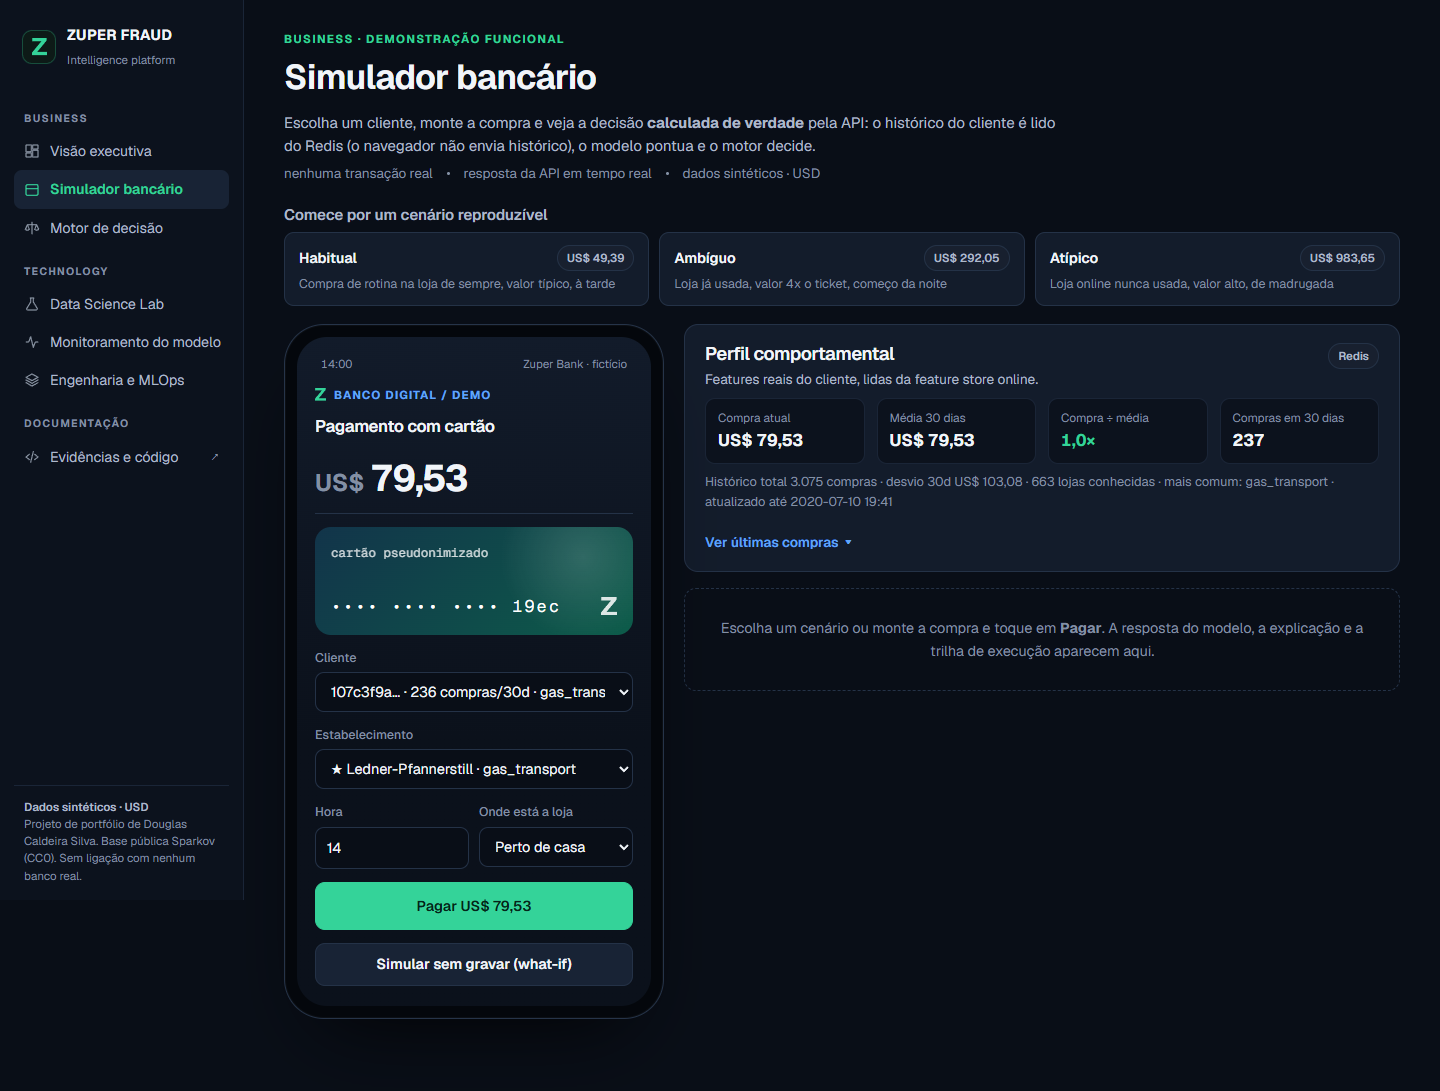 ZUPER FRAUD
Intelligence platform
BUSINESS
Visão executiva
Simulador bancário
Motor de decisão
TECHNOLOGY
Data Science Lab
Monitoramento do modelo
Engenharia e MLOps
DOCUMENTAÇÃO
Evidências e código ↗
Dados sintéticos · USD
Projeto de portfólio de Douglas
Caldeira Silva. Base pública Sparkov
(CC0). Sem ligação com nenhum
banco real.
BUSINESS · DEMONSTRAÇÃO FUNCIONAL
Simulador bancário
Escolha um cliente, monte a compra e veja a decisão calculada de verdade pela API: o histórico do cliente é lido
do Redis (o navegador não envia histórico), o modelo pontua e o motor decide.
nenhuma transação real • resposta da API em tempo real • dados sintéticos · USD
Comece por um cenário reproduzível
Habitual US$ 49,39
Compra de rotina na loja de sempre, valor típico, à tarde
Ambíguo US$ 292,05
Loja já usada, valor 4x o ticket, começo da noite
Atípico US$ 983,65
Loja online nunca usada, valor alto, de madrugada
14:00 Zuper Bank · fictício
Z BANCO DIGITAL / DEMO
Pagamento com cartão
US$ 79,53
cartão pseudonimizado
•••• •••• •••• 19ec Z
Cliente
107c3f9a… · 236 compras/30d · gas_trans
Estabelecimento
★ Ledner-Pfannerstill · gas_transport
Hora Onde está a loja
14 Perto de casa
Pagar US$ 79,53
Simular sem gravar (what-if)
Perfil comportamental Redis
Features reais do cliente, lidas da feature store online.
Compra atual Média 30 dias Compra ÷ média Compras em 30 dias
US$ 79,53 US$ 79,53 1,0× 237
Histórico total 3.075 compras · desvio 30d US$ 103,08 · 663 lojas conhecidas · mais comum: gas_transport ·
atualizado até 2020-07-10 19:41
Ver últimas compras
Escolha um cenário ou monte a compra e toque em Pagar. A resposta do modelo, a explicação e a
trilha de execução aparecem aqui.